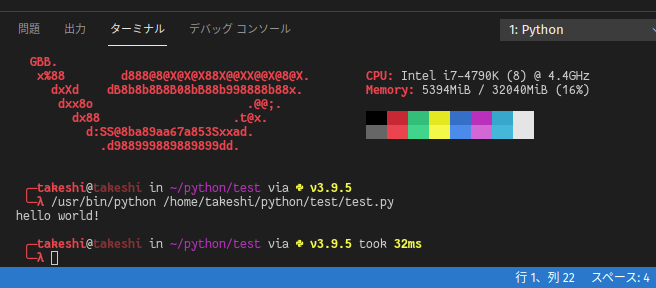 問題 出力 ターミナル デバッグ コンソール 1: Python
GBB.
x%88 d888@8@X@X@X88X@@XX@@X@8@X. CPU: Intel i7-4790K (8) @ 4.4GHz
dxXd dB8b8b8B8B08bB88b998888b88x. Memory: 5394MiB / 32040MiB (16%)
dxx8o .@@;.
dx88 .t@x.
d:SS@8ba89aa67a853Sxxad.
.d988999889889899dd.
╭─takeshi@takeshi in ~/python/test via v3.9.5
╰─λ /usr/bin/python /home/takeshi/python/test/test.py
hello world!
╭─takeshi@takeshi in ~/python/test via v3.9.5 took 32ms
╰─λ
行 1、列 22 スペース: 4